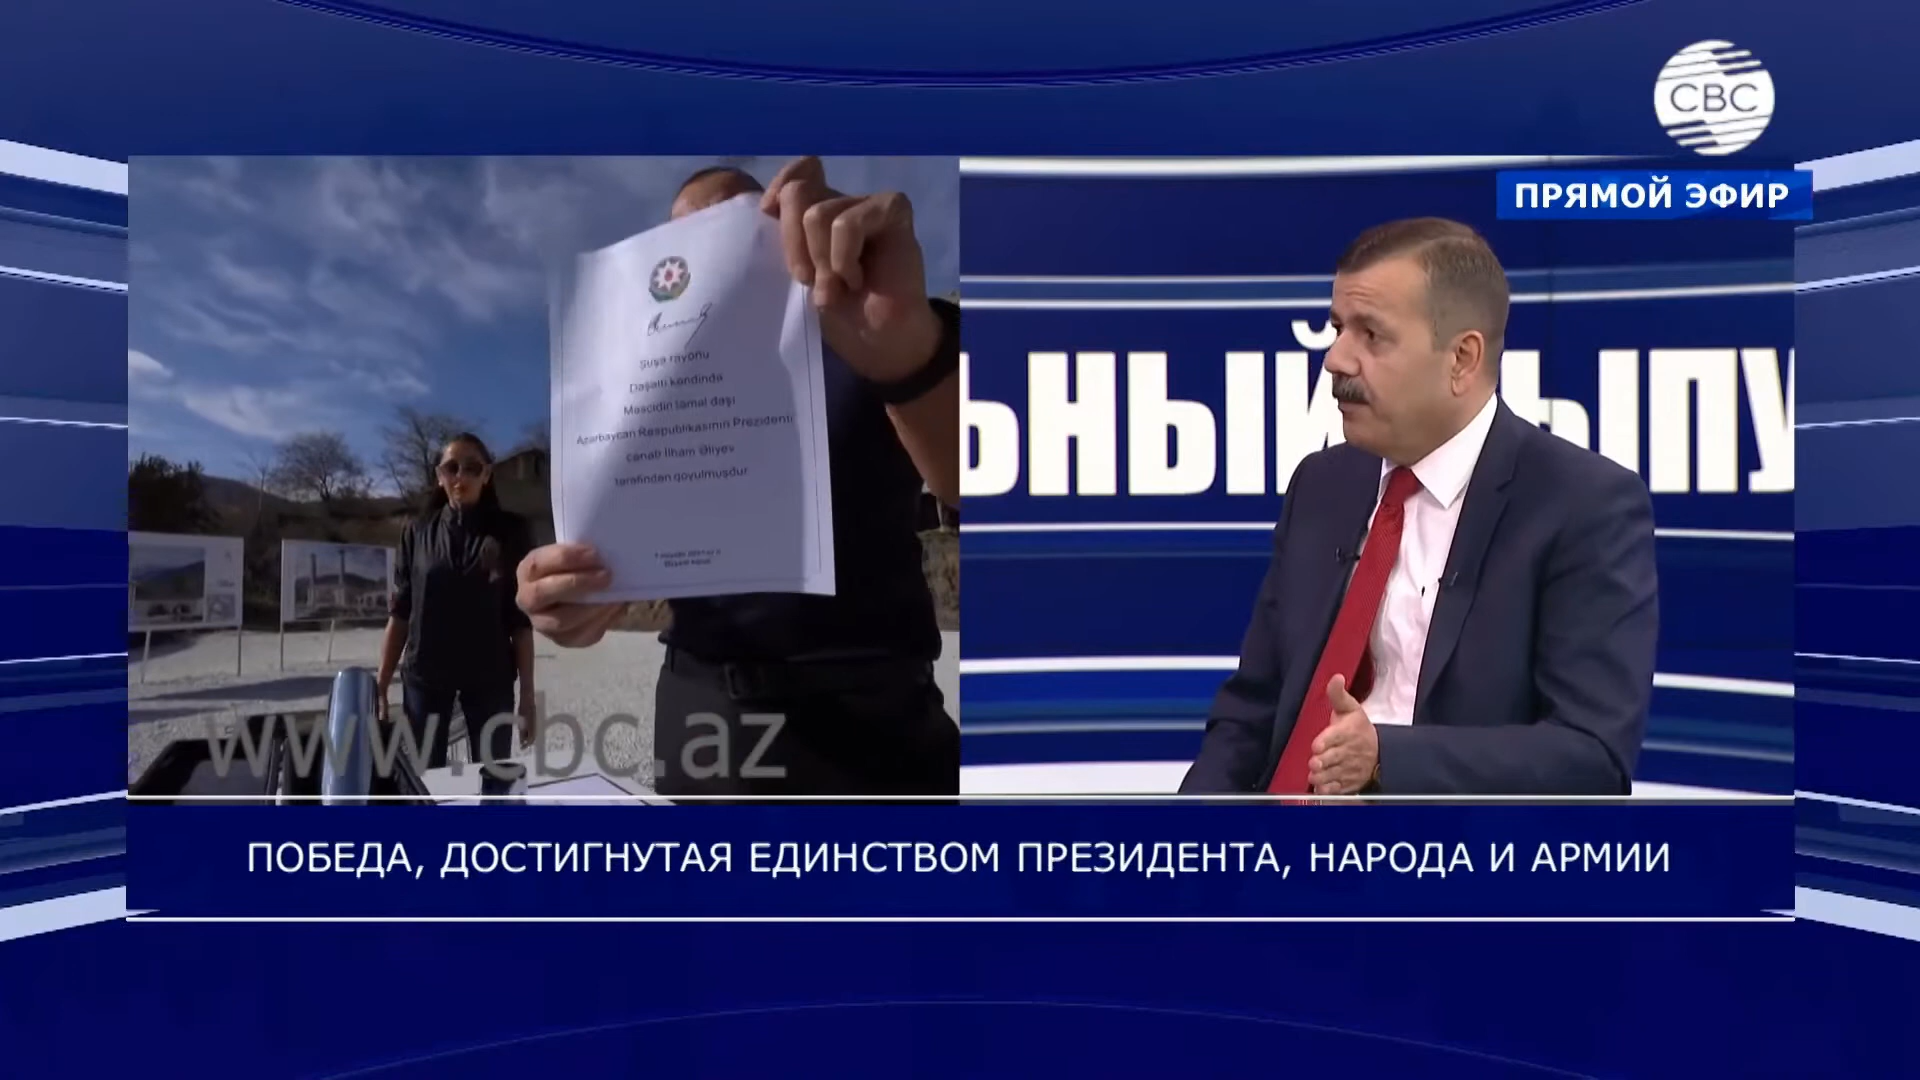 CBC
ПРЯМОЙ ЭФИР
Şuşa rayonu
Daşaltı kəndində
Məscidin təməl daşı
Azərbaycan Respublikasının Prezidenti
cənab İlham Əliyev
tərəfindən qoyulmuşdur
ЬНЫЙ ВЫПУ
www.cbc.az
ПОБЕДА, ДОСТИГНУТАЯ ЕДИНСТВОМ ПРЕЗИДЕНТА, НАРОДА И АРМИИ